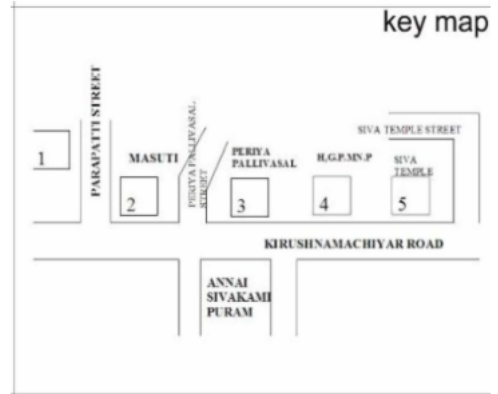 key map
PARAPATTI STREET
1
MASUTI
2
PERIYA PALLIVASAL
STREET
PERIYA
PALLIVASAL
3
H,G.P.MN.P
4
SIVA TEMPLE STREET
SIVA
TEMPLE
5
KIRUSHNAMACHIYAR ROAD
ANNAI
SIVAKAMI
PURAM